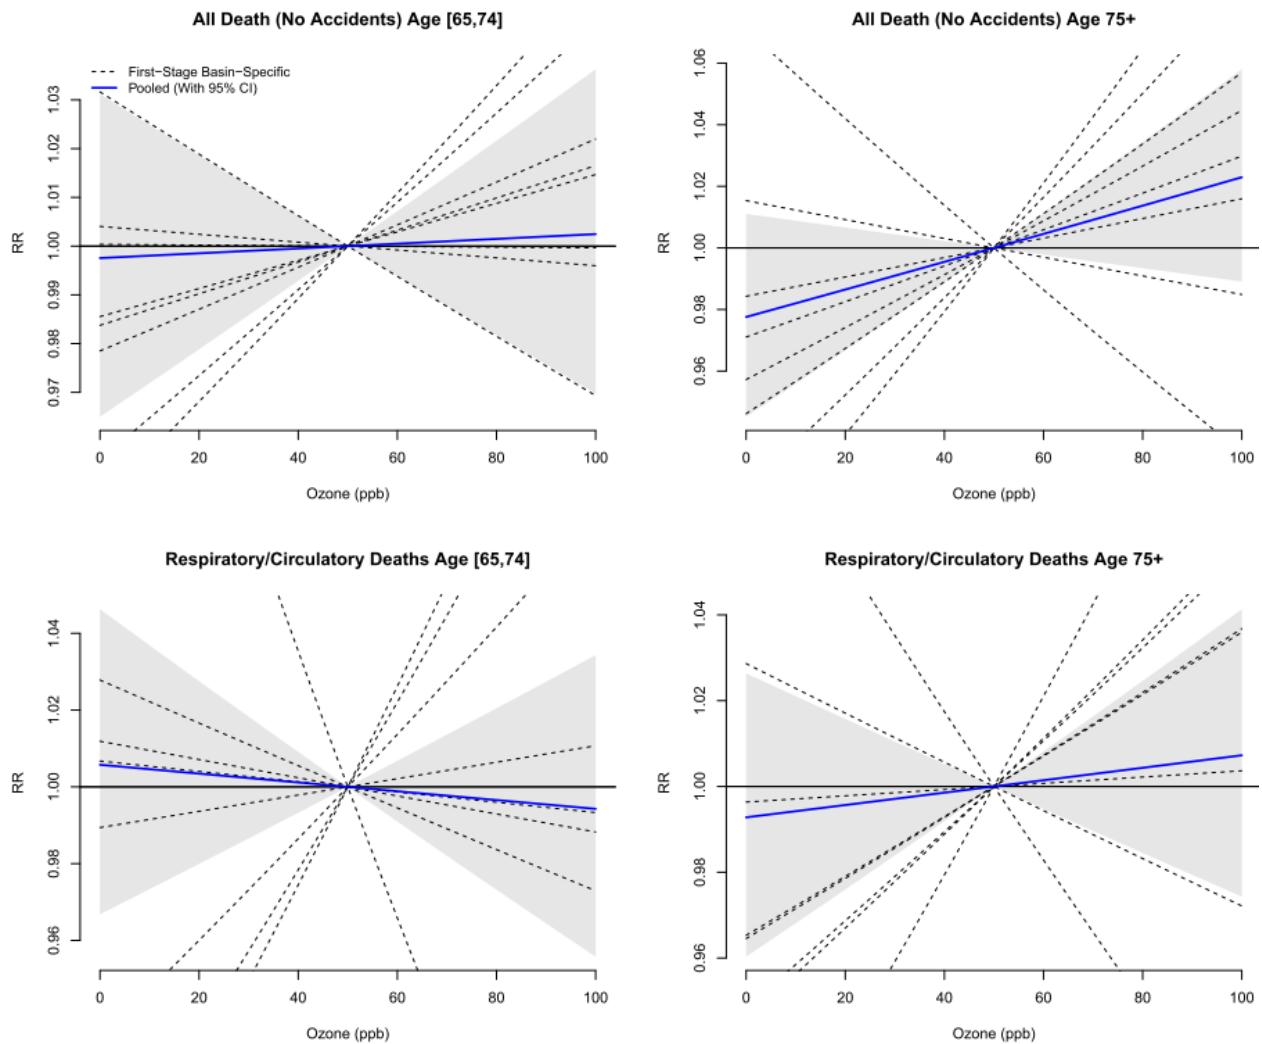 All Death (No Accidents) Age [65,74]
First-Stage Basin-Specific
Pooled (With 95% CI)
RR
1.03
1.02
1.01
1.00
0.99
0.98
0.97
0 20 40 60 80 100
Ozone (ppb)
All Death (No Accidents) Age 75+
RR
1.06
1.04
1.02
1.00
0.98
0.96
0 20 40 60 80 100
Ozone (ppb)
Respiratory/Circulatory Deaths Age [65,74]
RR
1.04
1.02
1.00
0.98
0.96
0 20 40 60 80 100
Ozone (ppb)
Respiratory/Circulatory Deaths Age 75+
RR
1.04
1.02
1.00
0.98
0.96
0 20 40 60 80 100
Ozone (ppb)